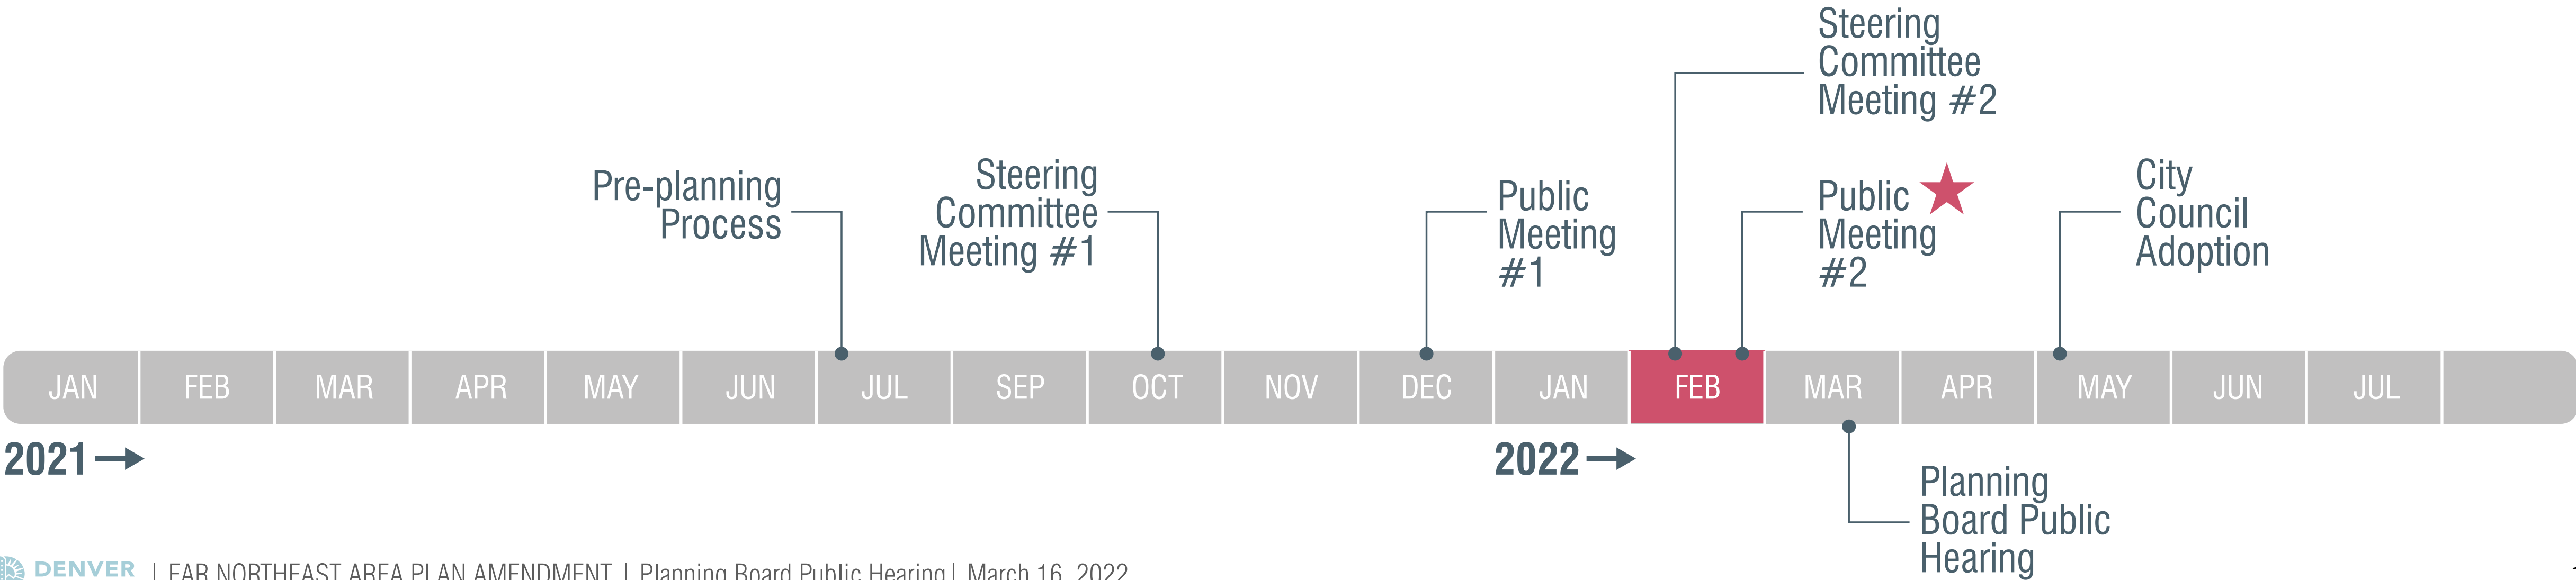 Steering
Committee
Meeting #2
Pre-planning
Process
Steering
Committee
Meeting #1
Public
Meeting
#1
Public
Meeting
#2
City
Council
Adoption
JAN FEB MAR APR MAY JUN JUL SEP OCT NOV DEC JAN FEB MAR APR MAY JUN JUL
2021
2022
Planning
Board Public
Hearing
DENVER | FAR NORTHEAST AREA PLAN AMENDMENT | Planning Board Public Hearing | March 16, 2022